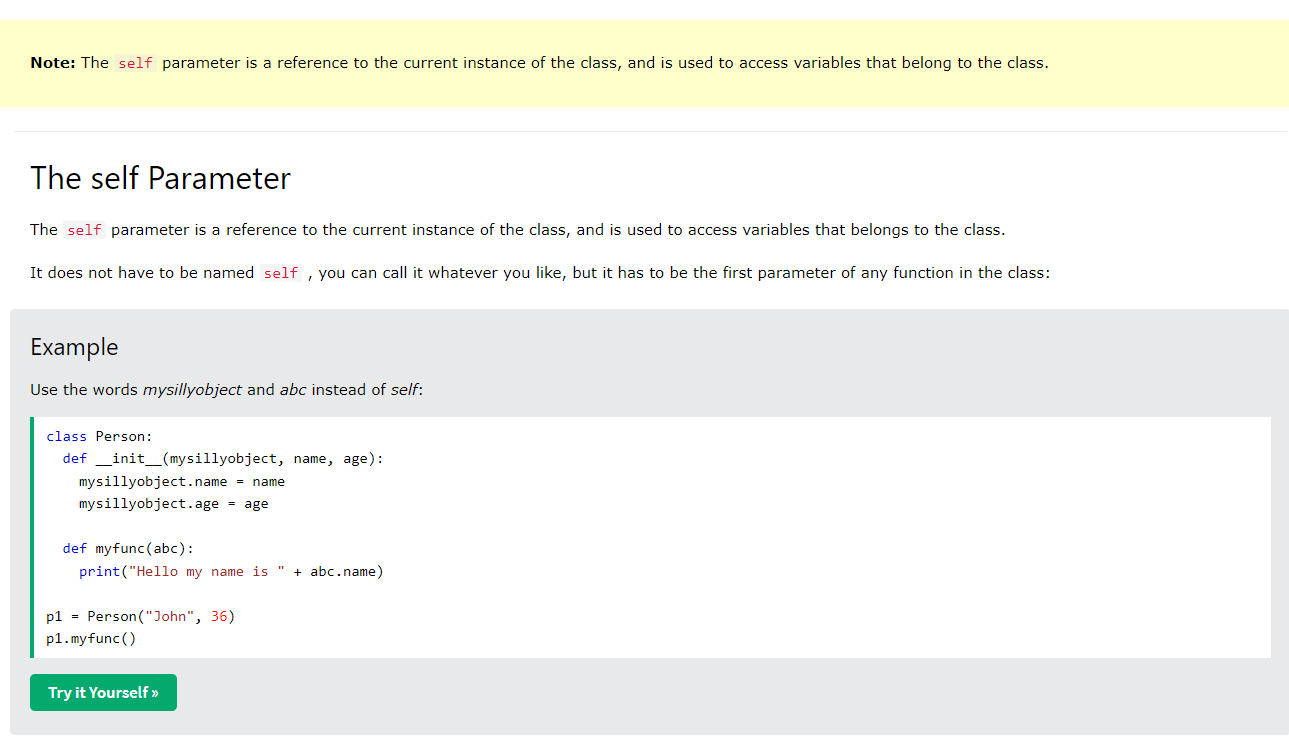 Note: The self parameter is a reference to the current instance of the class, and is used to access variables that belong to the class.
The self Parameter
The self parameter is a reference to the current instance of the class, and is used to access variables that belongs to the class.
It does not have to be named self , you can call it whatever you like, but it has to be the first parameter of any function in the class:
Example
Use the words mysillyobject and abc instead of self:
class Person:
  def __init__(mysillyobject, name, age):
    mysillyobject.name = name
    mysillyobject.age = age

  def myfunc(abc):
    print("Hello my name is " + abc.name)

p1 = Person("John", 36)
p1.myfunc()
Try it Yourself »